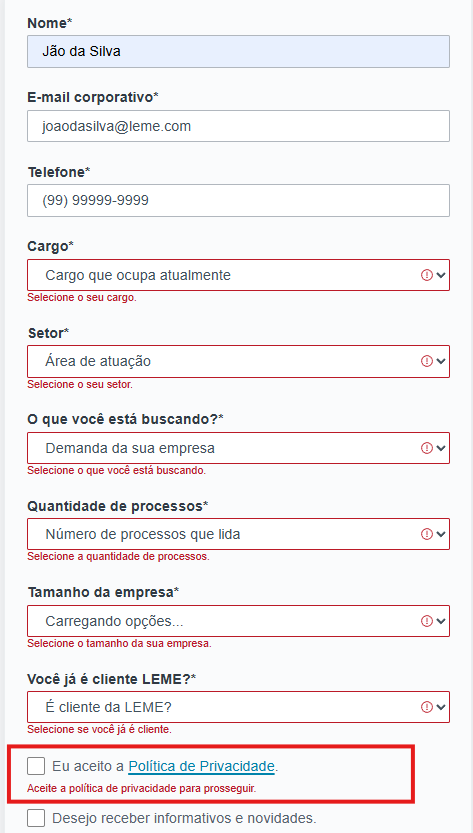 Nome*
Jão da Silva
E-mail corporativo*
joaodasilva@leme.com
Telefone*
(99) 99999-9999
Cargo*
Cargo que ocupa atualmente
Selecione o seu cargo.
Setor*
Área de atuação
Selecione o seu setor.
O que você está buscando?*
Demanda da sua empresa
Selecione o que você está buscando.
Quantidade de processos*
Número de processos que lida
Selecione a quantidade de processos.
Tamanho da empresa*
Carregando opções...
Selecione o tamanho da sua empresa.
Você já é cliente LEME?*
É cliente da LEME?
Selecione se você já é cliente.
Eu aceito a Política de Privacidade.
Aceite a política de privacidade para prosseguir.
Desejo receber informativos e novidades.